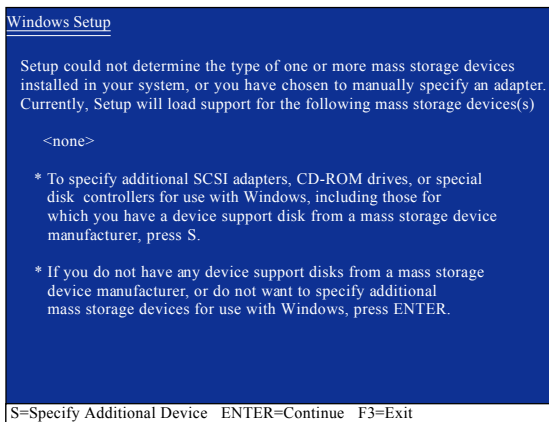 Windows Setup
Setup could not determine the type of one or more mass storage devices
installed in your system, or you have chosen to manually specify an adapter.
Currently, Setup will load support for the following mass storage devices(s)
<none>
* To specify additional SCSI adapters, CD-ROM drives, or special
disk controllers for use with Windows, including those for
which you have a device support disk from a mass storage device
manufacturer, press S.
* If you do not have any device support disks from a mass storage
device manufacturer, or do not want to specify additional
mass storage devices for use with Windows, press ENTER.
S=Specify Additional Device ENTER=Continue F3=Exit